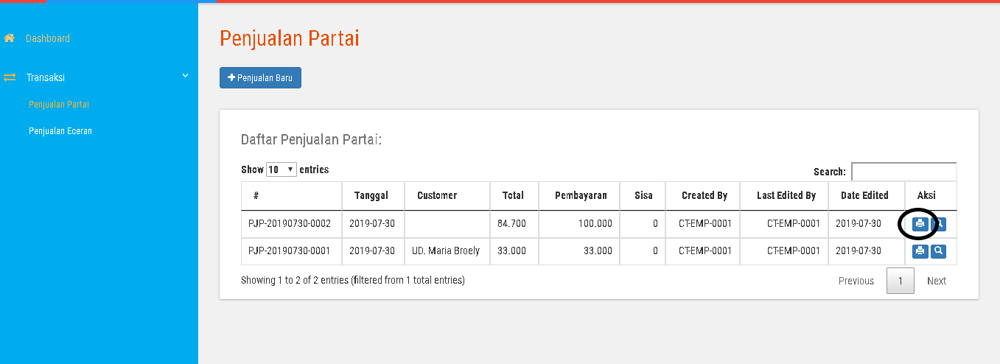 Dashboard
Transaksi
Penjualan Partai
Penjualan Eceran
Penjualan Partai
Penjualan Baru
Daftar Penjualan Partai:
Show 10 entries
Search:
# Tanggal Customer Total Pembayaran Sisa Created By Last Edited By Date Edited Aksi
PJP-20190730-0002 2019-07-30 84.700 100.000 0 CT-EMP-0001 CT-EMP-0001 2019-07-30
PJP-20190730-0001 2019-07-30 UD. Maria Broely 33.000 33.000 0 CT-EMP-0001 CT-EMP-0001 2019-07-30
Showing 1 to 2 of 2 entries (filtered from 1 total entries)
Previous 1 Next